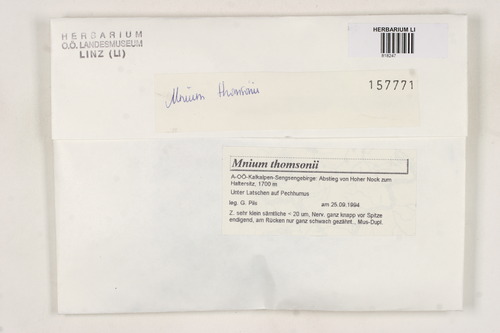 HERBARIUM
O.Ö. LANDESMUSEUM
LINZ (LI)
HERBARIUM LI
Mnium thomsonii
157771
Mnium thomsonii
A-OÖ-Kalkalpen-Sengsengebirge: Abstieg von Hoher Nock zum
Haltersitz, 1700 m
Unter Latschen auf Pechhumus
leg. G. Pils am 25.09.1994
Z. sehr klein sämtliche < 20 um, Nerv. ganz knapp vor Spitze
endigend, am Rücken nur ganz schwach gezähnt., Mus-Dupl.